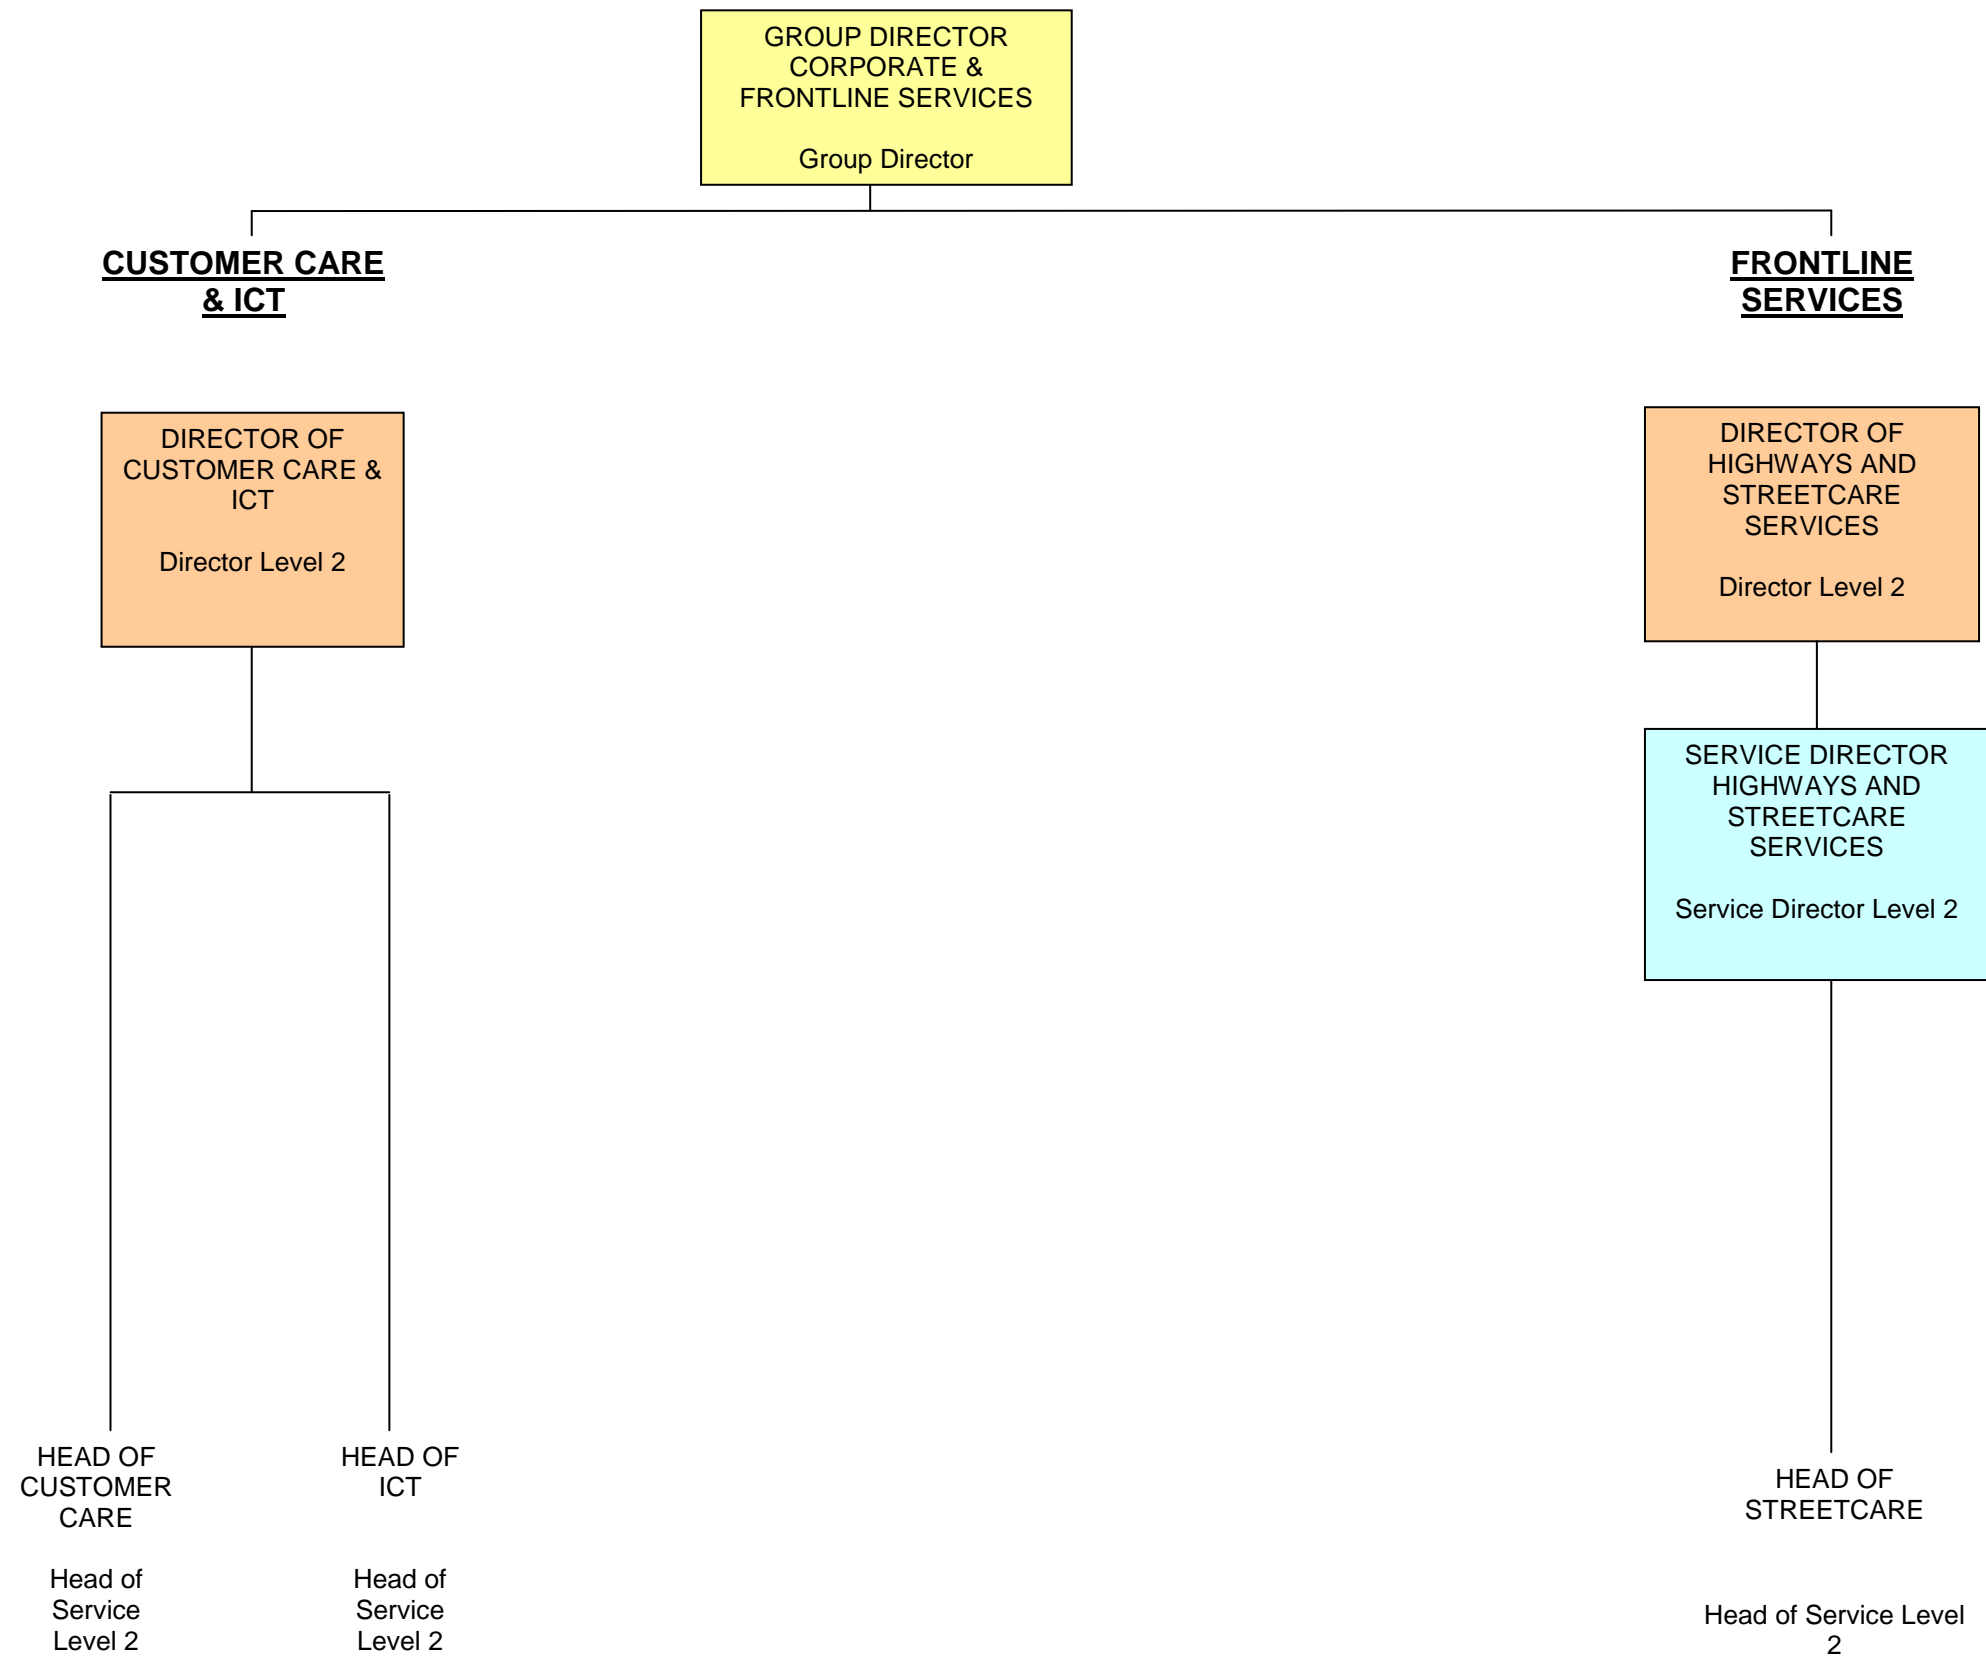 GROUP DIRECTOR
CORPORATE &
FRONTLINE SERVICES
Group Director
CUSTOMER CARE
& ICT
FRONTLINE
SERVICES
DIRECTOR OF
CUSTOMER CARE &
ICT
Director Level 2
DIRECTOR OF
HIGHWAYS AND
STREETCARE
SERVICES
Director Level 2
SERVICE DIRECTOR
HIGHWAYS AND
STREETCARE
SERVICES
Service Director Level 2
HEAD OF
CUSTOMER
CARE
Head of
Service
Level 2
HEAD OF
ICT
Head of
Service
Level 2
HEAD OF
STREETCARE
Head of Service Level
2